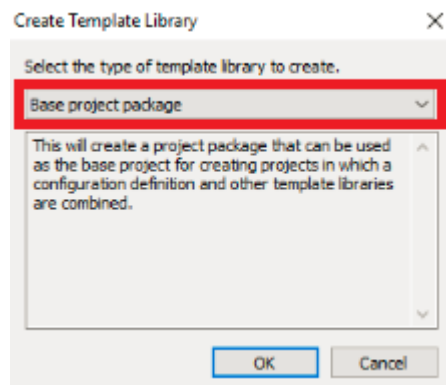 Create Template Library
Select the type of template library to create.
Base project package
This will create a project package that can be used
as the base project for creating projects in which a
configuration definition and other template libraries
are combined.
OK
Cancel